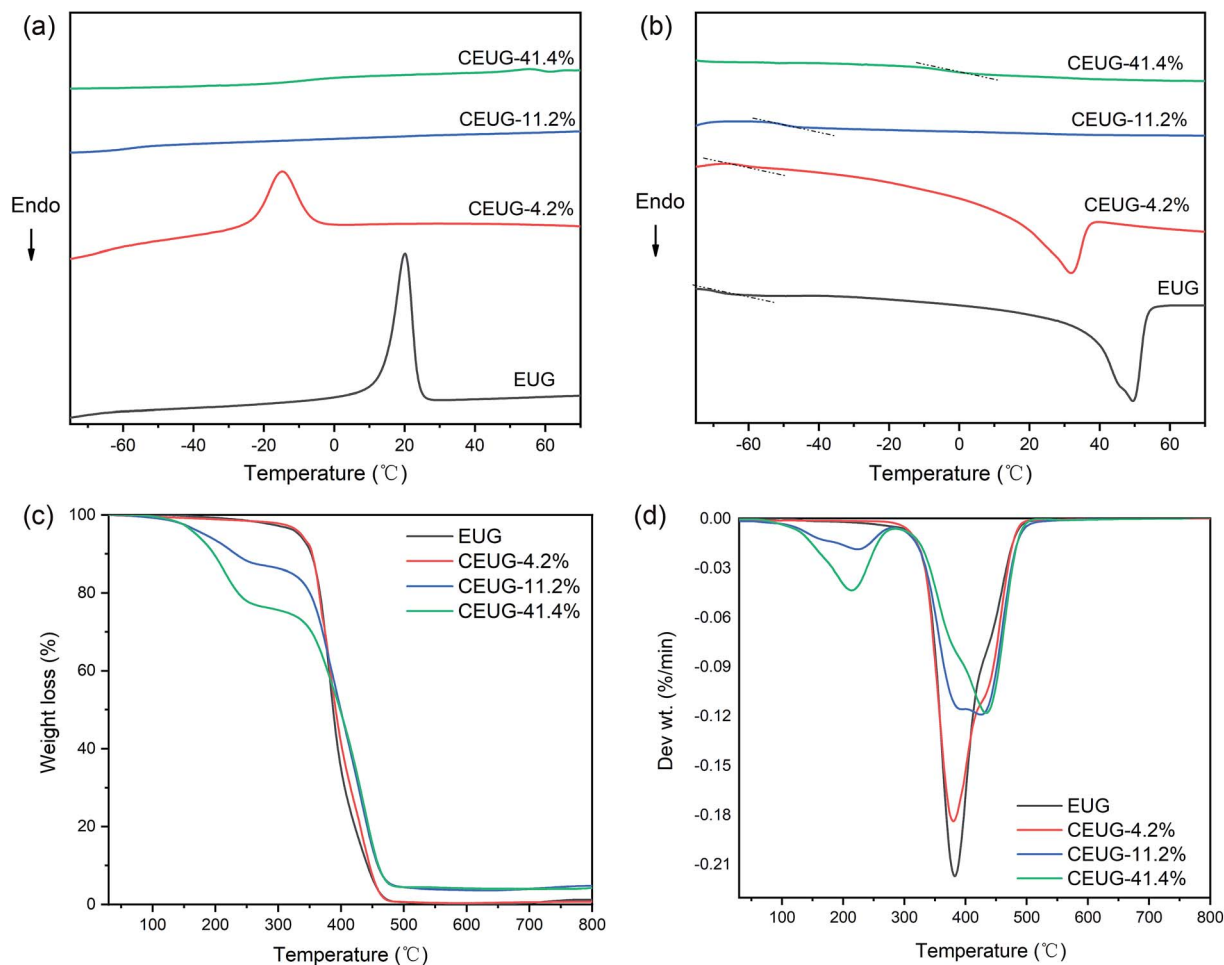 (a)
CEUG-41.4%
CEUG-11.2%
CEUG-4.2%
EUG
Endo
-60 -40 -20 0 20 40 60
Temperature (℃)
(b)
CEUG-41.4%
CEUG-11.2%
CEUG-4.2%
EUG
Endo
-60 -40 -20 0 20 40 60
Temperature (℃)
(c)
100
80
60
40
20
0
Weight loss (%)
EUG
CEUG-4.2%
CEUG-11.2%
CEUG-41.4%
100 200 300 400 500 600 700 800
Temperature (℃)
(d)
0.00
-0.03
-0.06
-0.09
-0.12
-0.15
-0.18
-0.21
Dev wt. (%/min)
EUG
CEUG-4.2%
CEUG-11.2%
CEUG-41.4%
100 200 300 400 500 600 700 800
Temperature (℃)